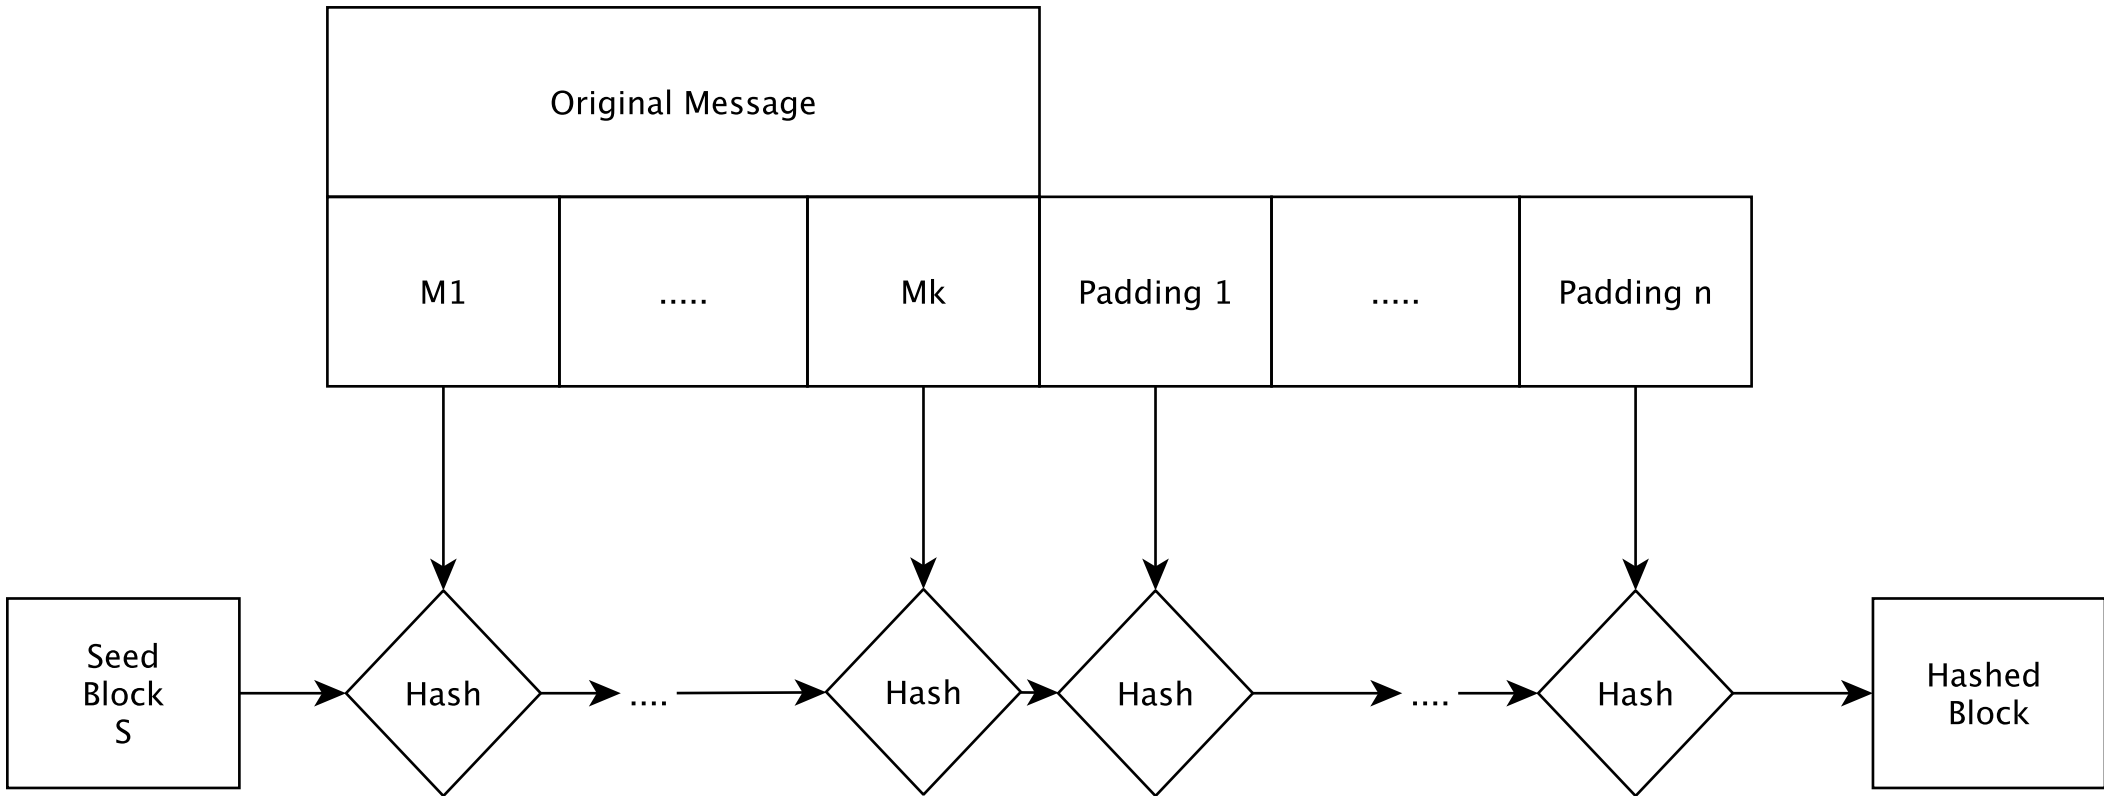 Original Message
M1
.....
Mk
Padding 1
.....
Padding n
Seed
Block
S
Hash
....
Hash
Hash
....
Hash
Hashed
Block